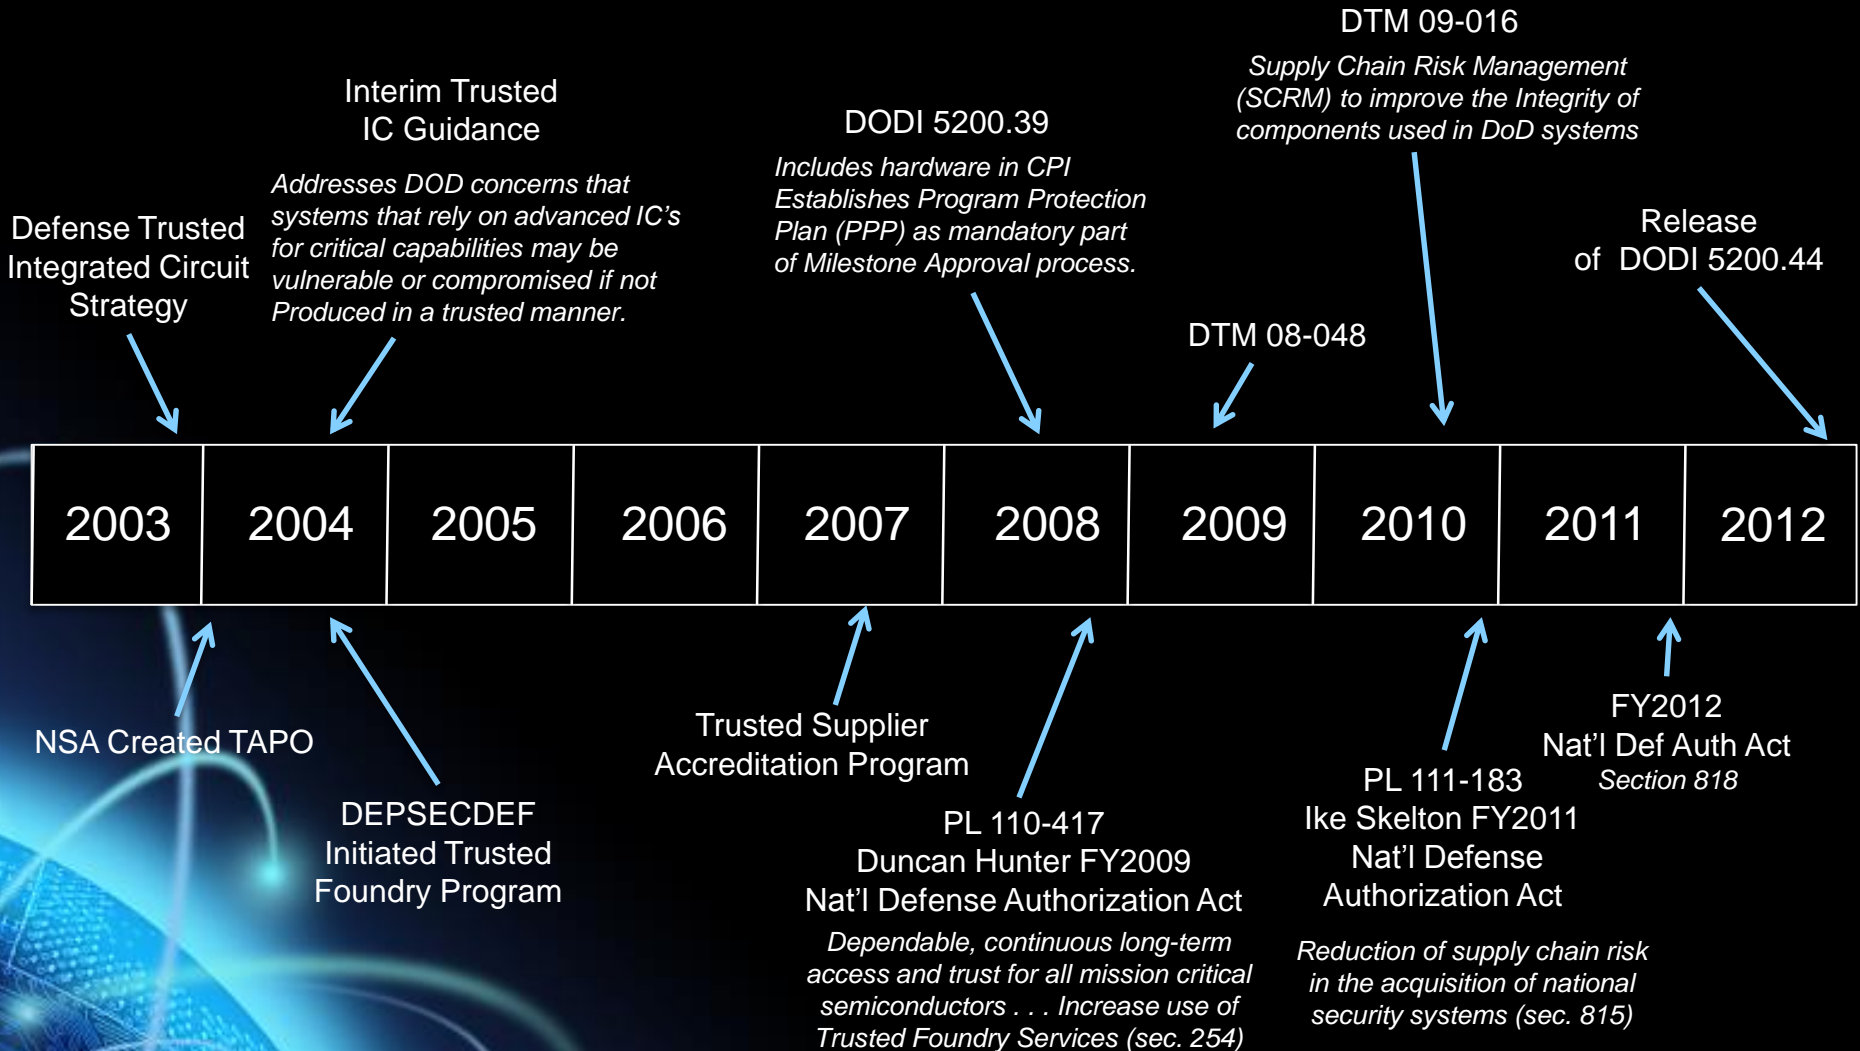 DTM 09-016
Supply Chain Risk Management
(SCRM) to improve the Integrity of
components used in DoD systems
Interim Trusted
IC Guidance
Addresses DOD concerns that
systems that rely on advanced IC’s
for critical capabilities may be
vulnerable or compromised if not
Produced in a trusted manner.
DODI 5200.39
Includes hardware in CPI
Establishes Program Protection
Plan (PPP) as mandatory part
of Milestone Approval process.
Defense Trusted
Integrated Circuit
Strategy
Release
of DODI 5200.44
DTM 08-048
2003 2004 2005 2006 2007 2008 2009 2010 2011 2012
NSA Created TAPO
DEPSECDEF
Initiated Trusted
Foundry Program
Trusted Supplier
Accreditation Program
PL 110-417
Duncan Hunter FY2009
Nat’l Defense Authorization Act
Dependable, continuous long-term
access and trust for all mission critical
semiconductors . . . Increase use of
Trusted Foundry Services (sec. 254)
PL 111-183
Ike Skelton FY2011
Nat’l Defense
Authorization Act
Reduction of supply chain risk
in the acquisition of national
security systems (sec. 815)
FY2012
Nat’l Def Auth Act
Section 818